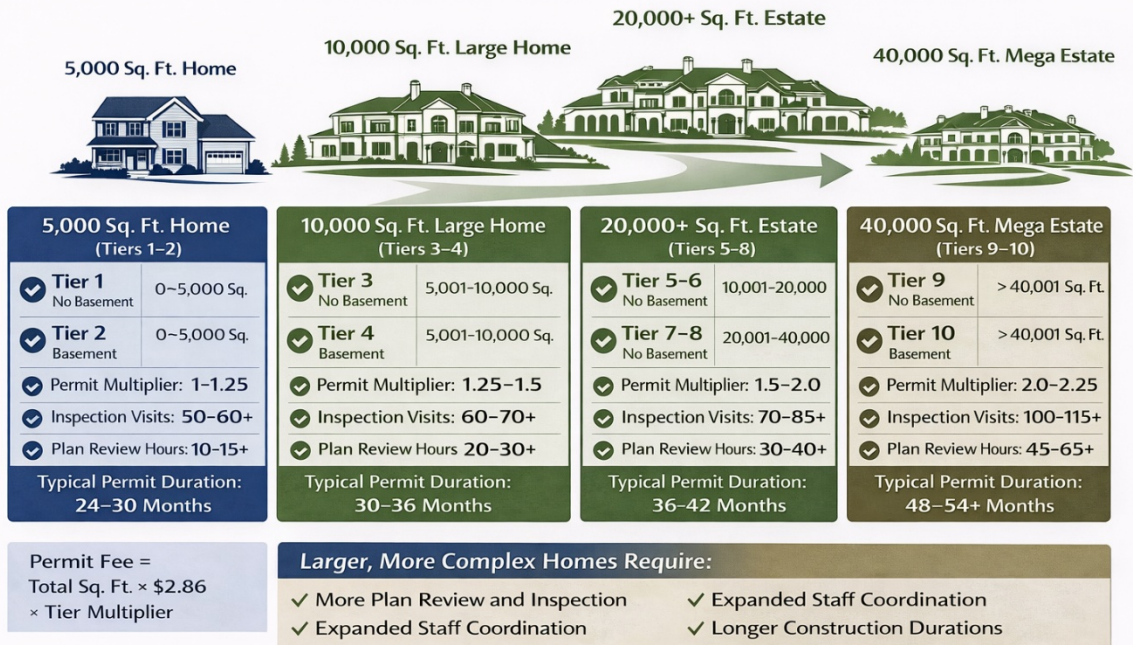 5,000 Sq. Ft. Home
10,000 Sq. Ft. Large Home
20,000+ Sq. Ft. Estate
40,000 Sq. Ft. Mega Estate
5,000 Sq. Ft. Home
(Tiers 1–2)
Tier 1
No Basement
0~5,000 Sq.
Tier 2
Basement
0~5,000 Sq.
Permit Multiplier: 1–1.25
Inspection Visits: 50–60+
Plan Review Hours: 10–15+
Typical Permit Duration:
24–30 Months
10,000 Sq. Ft. Large Home
(Tiers 3–4)
Tier 3
No Basement
5,001-10,000 Sq.
Tier 4
Basement
5,001-10,000 Sq.
Permit Multiplier: 1.25–1.5
Inspection Visits: 60–70+
Plan Review Hours 20–30+
Typical Permit Duration:
30–36 Months
20,000+ Sq. Ft. Estate
(Tiers 5–8)
Tier 5–6
No Basement
10,001–20,000
Tier 7–8
No Basement
20,001–40,000
Permit Multiplier: 1.5–2.0
Inspection Visits: 70–85+
Plan Review Hours: 30–40+
Typical Permit Duration:
36–42 Months
40,000 Sq. Ft. Mega Estate
(Tiers 9–10)
Tier 9
No Basement
> 40,001 Sq. Ft.
Tier 10
Basement
> 40,001 Sq. Ft.
Permit Multiplier: 2.0–2.25
Inspection Visits: 100–115+
Plan Review Hours: 45–65+
Typical Permit Duration:
48–54+ Months
Permit Fee =
Total Sq. Ft. × $2.86
× Tier Multiplier
Larger, More Complex Homes Require:
✓ More Plan Review and Inspection
✓ Expanded Staff Coordination
✓ Expanded Staff Coordination
✓ Longer Construction Durations